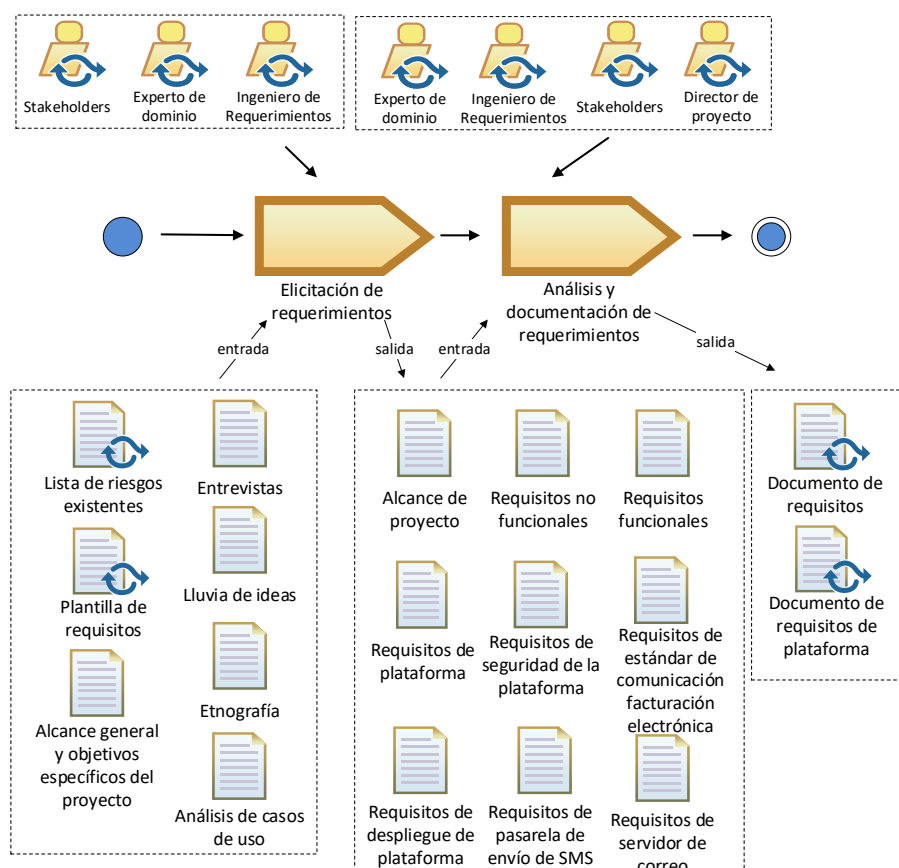 Stakeholders
Experto de
dominio
Ingeniero de
Requerimientos
Experto de
dominio
Ingeniero de
Requerimientos
Stakeholders
Director de
proyecto
Elicitación de
requerimientos
Análisis y
documentación de
requerimientos
entrada
salida
entrada
salida
Lista de riesgos
existentes
Entrevistas
Plantilla de
requisitos
Lluvia de ideas
Alcance general
y objetivos
específicos del
proyecto
Etnografía
Análisis de casos
de uso
Alcance de
proyecto
Requisitos no
funcionales
Requisitos
funcionales
Requisitos de
plataforma
Requisitos de
seguridad de la
plataforma
Requisitos de
estándar de
comunicación
facturación
electrónica
Requisitos de
despliegue de
plataforma
Requisitos de
pasarela de
envío de SMS
Requisitos de
servidor de
correo
Documento de
requisitos
Documento de
requisitos de
plataforma